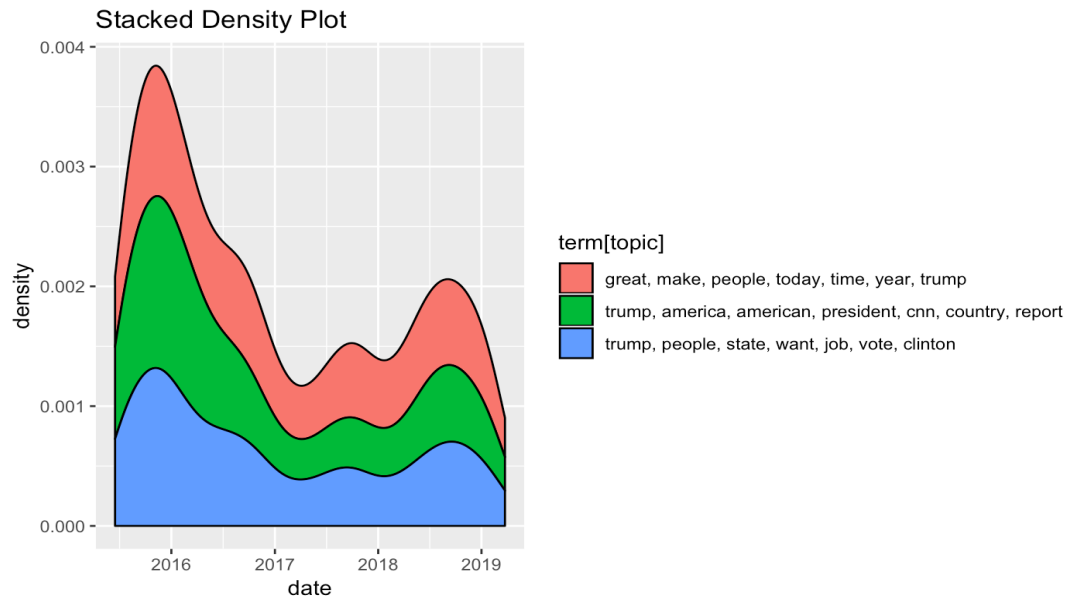 Stacked Density Plot
0.004
0.003
0.002
0.001
0.000
density
2016 2017 2018 2019
date
term[topic]
great, make, people, today, time, year, trump
trump, america, american, president, cnn, country, report
trump, people, state, want, job, vote, clinton